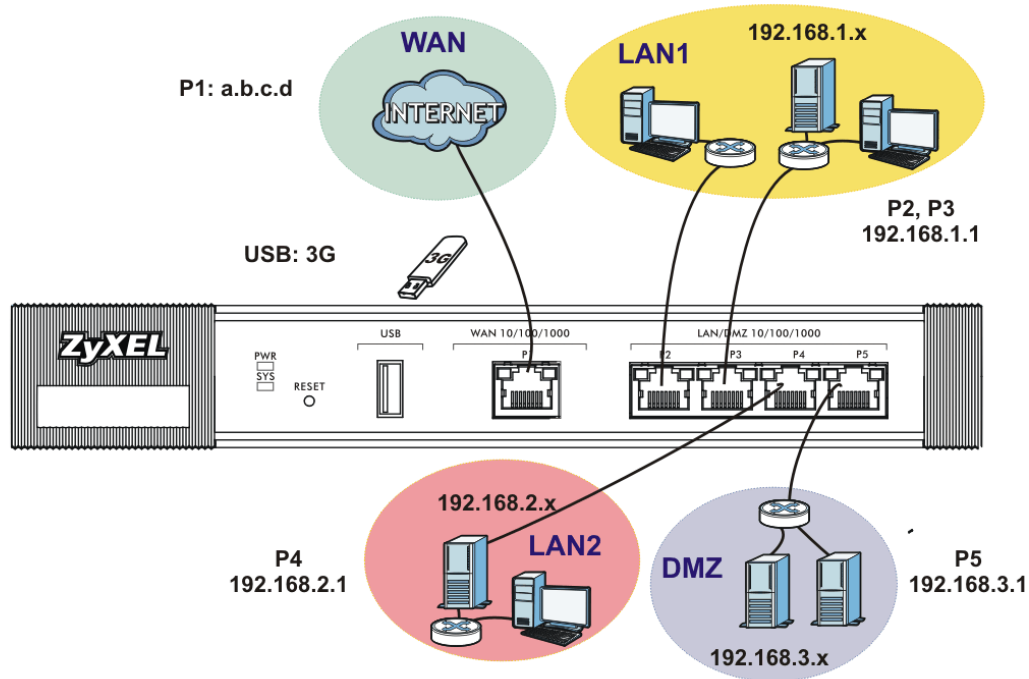 WAN
INTERNET
P1: a.b.c.d
LAN1
192.168.1.x
P2, P3
192.168.1.1
USB: 3G
3G
ZyXEL
PWR
SYS
RESET
USB
WAN 10/100/1000
P1
LAN/DMZ 10/100/1000
P2
P3
P4
P5
P4
192.168.2.1
192.168.2.x
LAN2
DMZ
192.168.3.x
P5
192.168.3.1